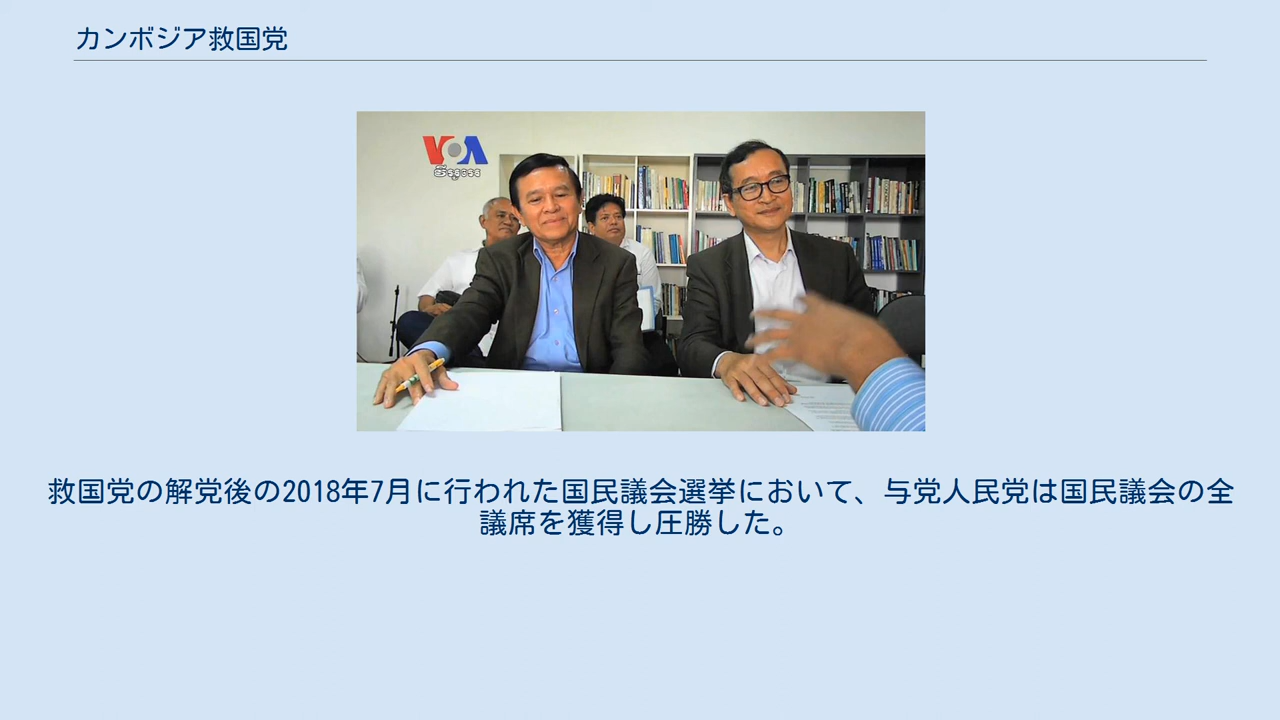 カンボジア救国党
VOA
救国党の解党後の2018年7月に行われた国民議会選挙において、与党人民党は国民議会の全
議席を獲得し圧勝した。